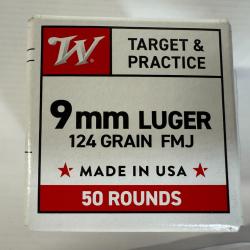 W
TARGET &
PRACTICE
9mm LUGER
124 GRAIN FMJ
★ MADE IN USA ★
50 ROUNDS